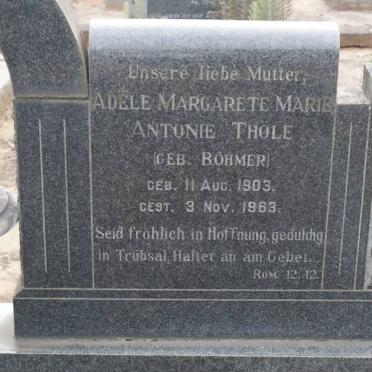 Unsere liebe Mutter,
ADELE MARGARETE MARIE
ANTONIE THOLE
(GEB. BÖHMER)
GEB. 11 AUG. 1903.
GEST. 3 NOV. 1963.
Seid fröhlich in Hoffnung, geduldig
in Trübsal, Haltet an am Gebet.
RÖM. 12.12.